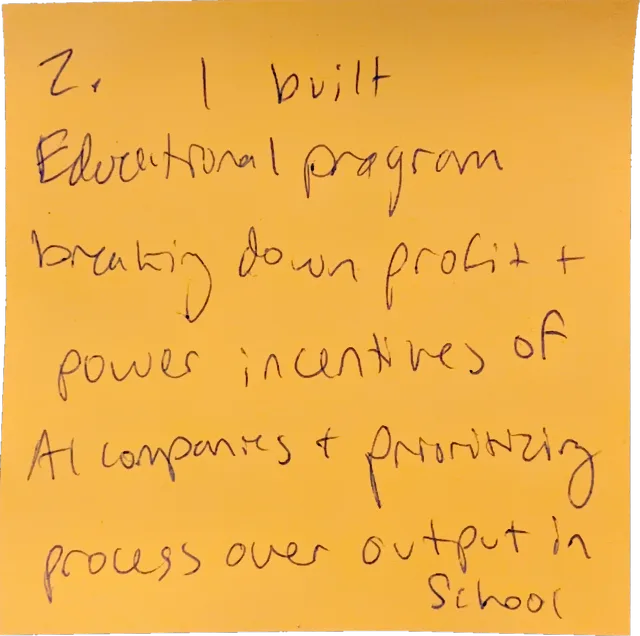 2. I built
Educational program
breaking down profit +
power incentives of
AI companies + prioritizing
process over output in
School